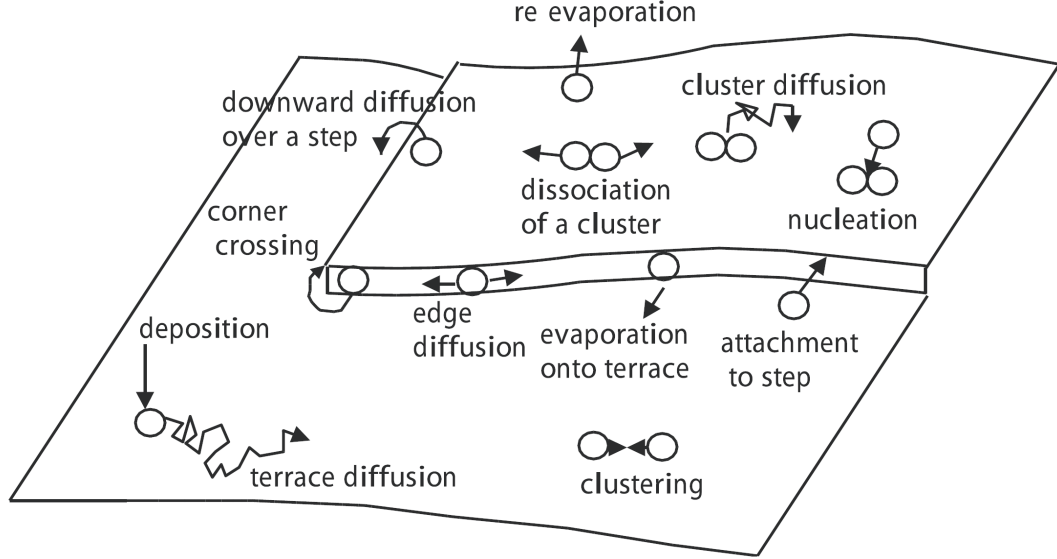 re evaporation
downward diffusion
over a step
cluster diffusion
dissociation
of a cluster
nucleation
corner
crossing
edge
diffusion
evaporation
onto terrace
attachment
to step
deposition
terrace diffusion
clustering